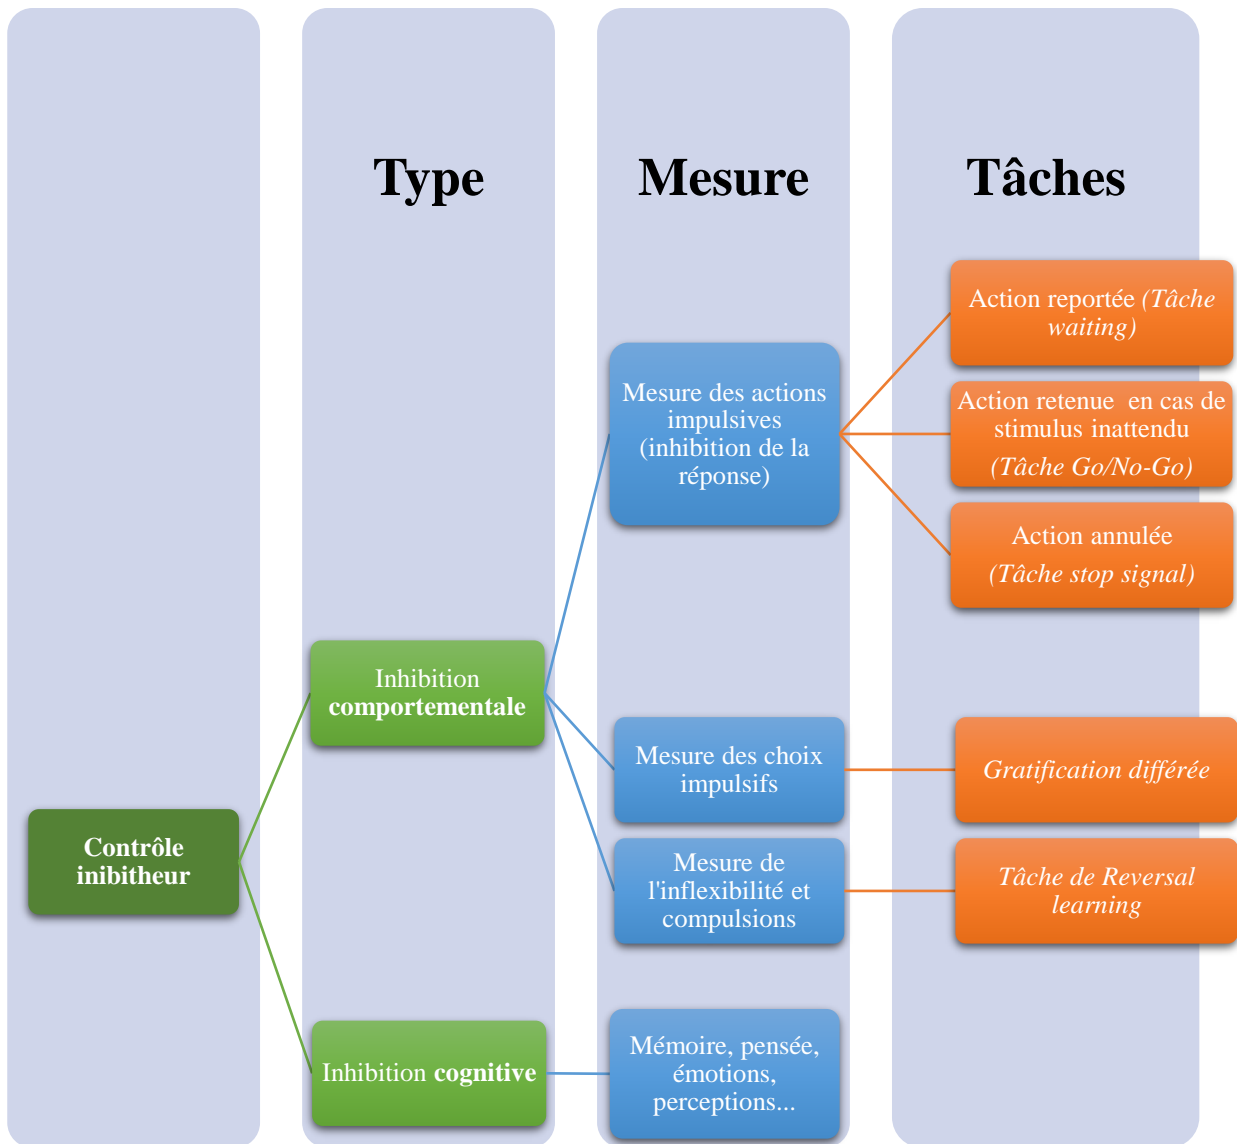 Type
Mesure
Tâches
Action reportée (Tâche
waiting)
Mesure des actions
impulsives
(inhibition de la
réponse)
Action retenue en cas de
stimulus inattendu
(Tâche Go/No-Go)
Action annulée
(Tâche stop signal)
Inhibition
comportementale
Mesure des choix
impulsifs
Gratification différée
Contrôle
inibitheur
Mesure de
l'inflexibilité et
compulsions
Tâche de Reversal
learning
Inhibition cognitive
Mémoire, pensée,
émotions,
perceptions...